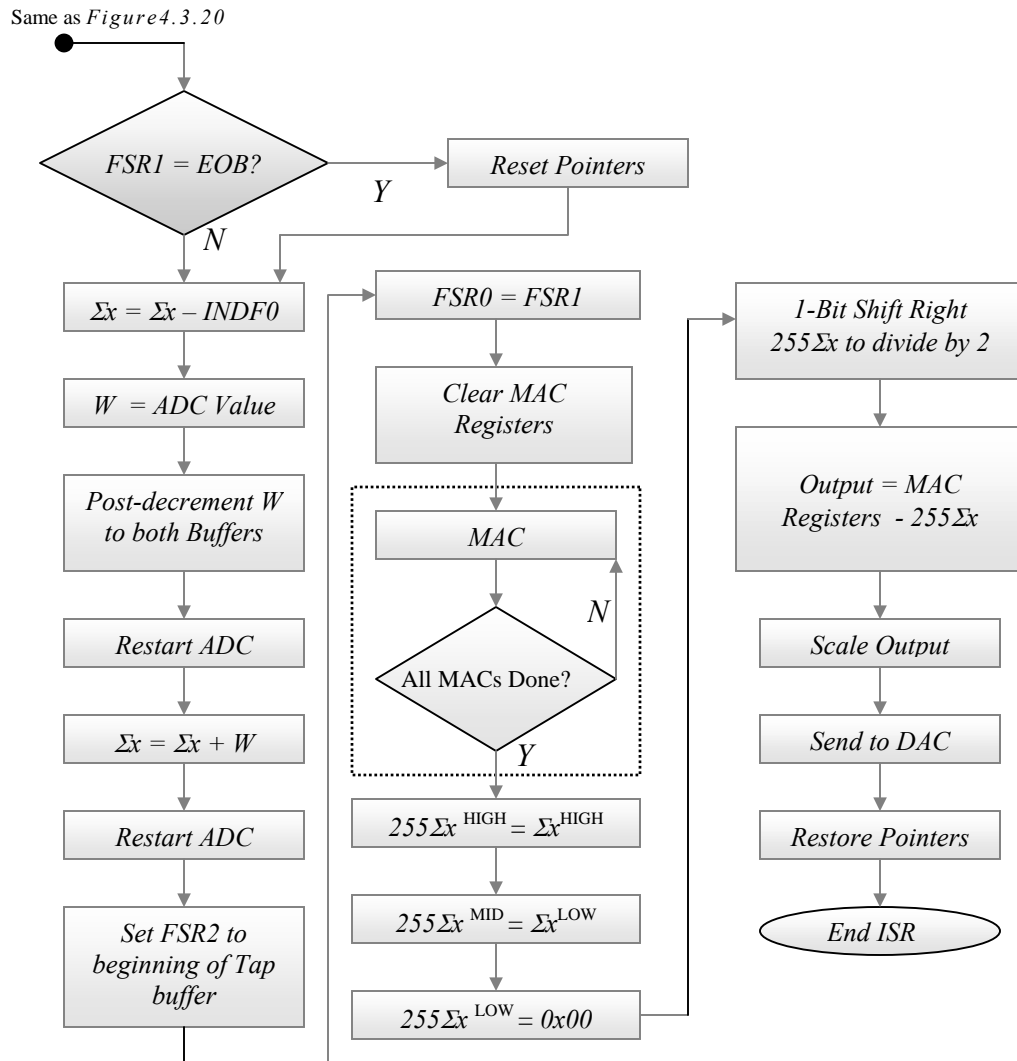 Same as Figure4.3.20
FSR1 = EOB?
Y
Reset Pointers
N
Σx = Σx – INDF0
W = ADC Value
Post-decrement W
to both Buffers
Restart ADC
Σx = Σx + W
Restart ADC
Set FSR2 to
beginning of Tap
buffer
FSR0 = FSR1
Clear MAC
Registers
MAC
N
All MACs Done?
Y
255Σx HIGH = Σx HIGH
255Σx MID = Σx LOW
255Σx LOW = 0x00
1-Bit Shift Right
255Σx to divide by 2
Output = MAC
Registers - 255Σx
Scale Output
Send to DAC
Restore Pointers
End ISR